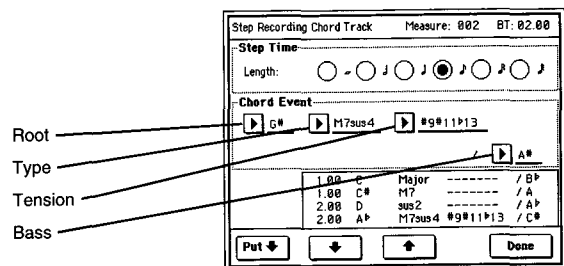 Step Recording Chord Track Measure: 002 BT: 02.00
Step Time
Length:
Chord Event
Root
G# M7sus4 #9#11♭13
Type
/ A#
Tension
1.00 C Major ------- / B♭
1.00 C# M7 ------- / A
2.00 D sus2 ------- / A♭
Bass
2.00 A♭ M7sus4 #9#11♭13 / C#
Put Done